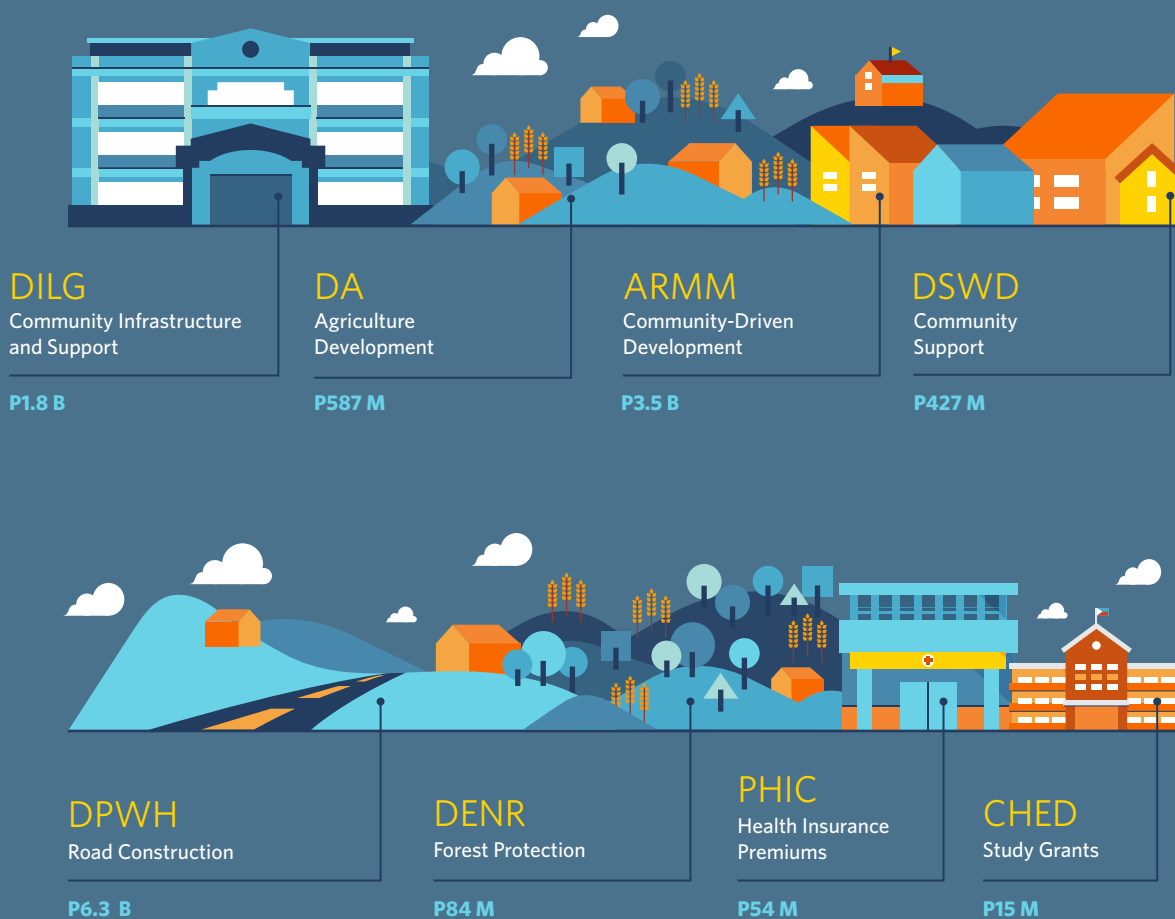 DILG
Community Infrastructure
and Support
P1.8 B
DA
Agriculture
Development
P587 M
ARMM
Community-Driven
Development
P3.5 B
DSWD
Community
Support
P427 M
DPWH
Road Construction
P6.3 B
DENR
Forest Protection
P84 M
PHIC
Health Insurance
Premiums
P54 M
CHED
Study Grants
P15 M